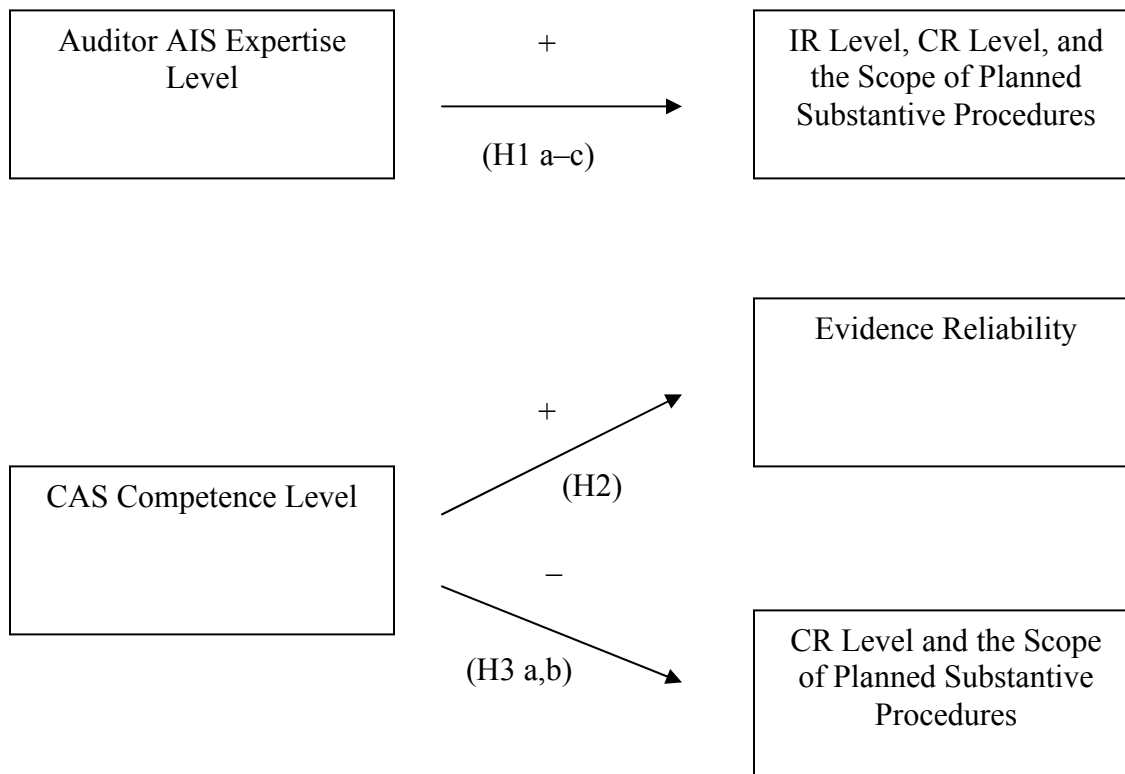 Auditor AIS Expertise
Level
+
(H1 a–c)
IR Level, CR Level, and
the Scope of Planned
Substantive Procedures
Evidence Reliability
CAS Competence Level
+
(H2)
–
(H3 a,b)
CR Level and the Scope
of Planned Substantive
Procedures